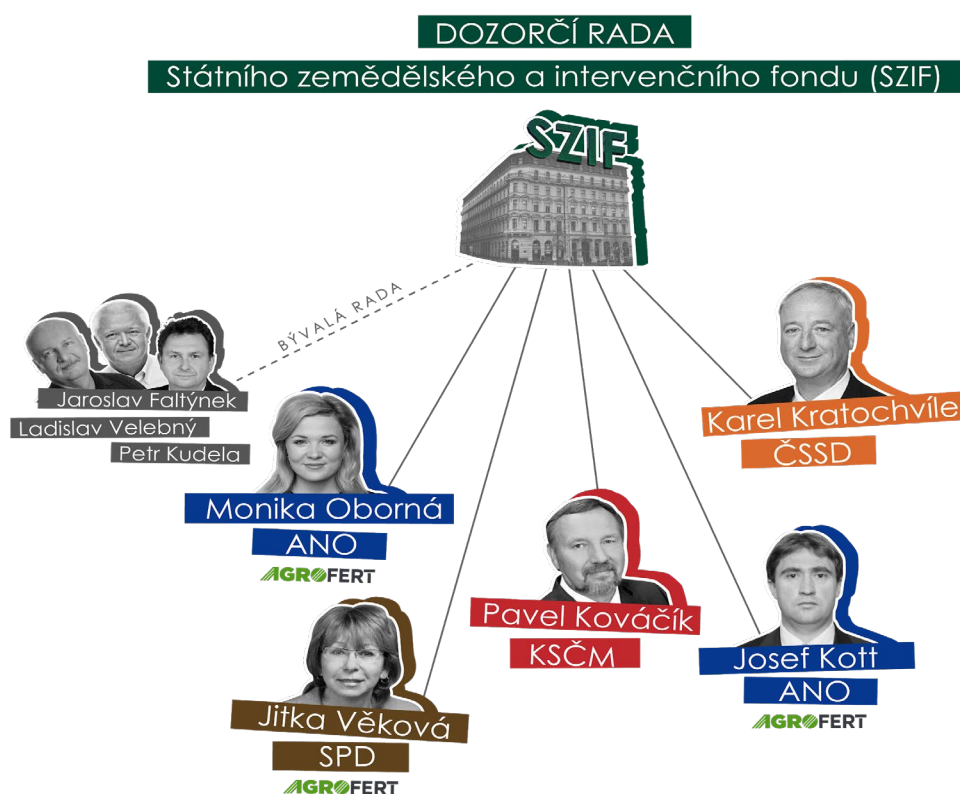 DOZORČÍ RADA
Státního zemědělského a intervenčního fondu (SZIF)
SZIF
BÝVALÁ RADA
Jaroslav Faltýnek
Ladislav Velebný
Petr Kudela
Karel Kratochvíle
ČSSD
Monika Oborná
ANO
AGROFERT
Pavel Kováčík
KSČM
Josef Kott
ANO
AGROFERT
Jitka Věková
SPD
AGROFERT